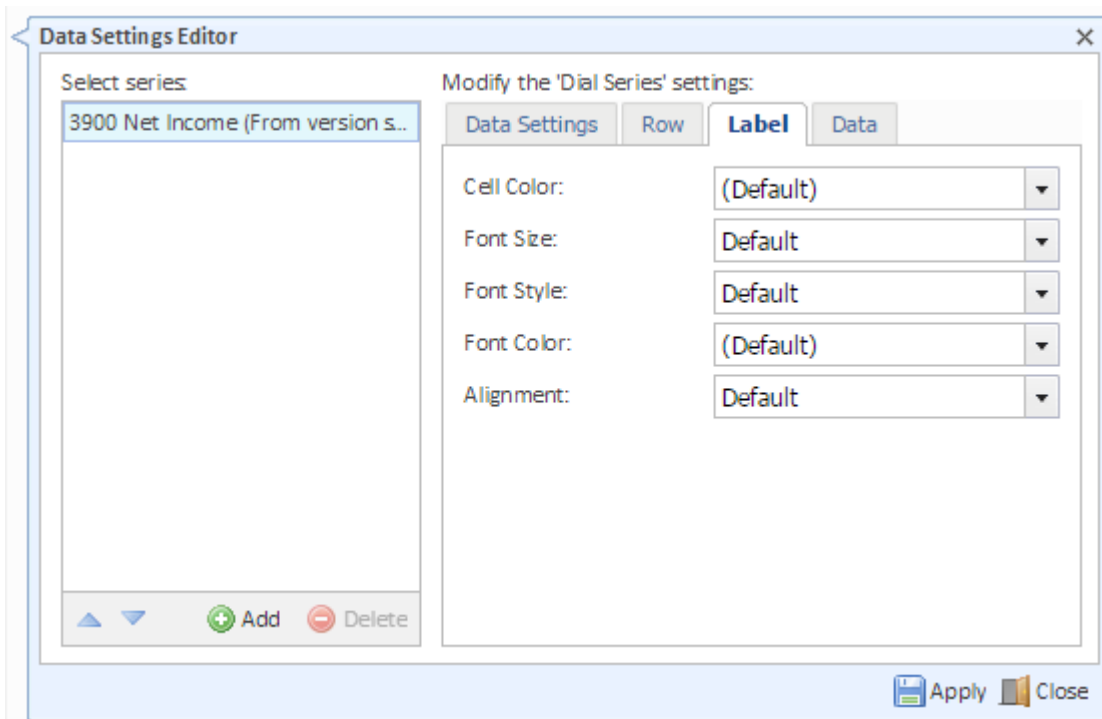 Data Settings Editor
Select series:
3900 Net Income (From version s...
Add
Delete
Modify the 'Dial Series' settings:
Data Settings
Row
Label
Data
Cell Color:
(Default)
Font Size:
Default
Font Style:
Default
Font Color:
(Default)
Alignment:
Default
Apply
Close